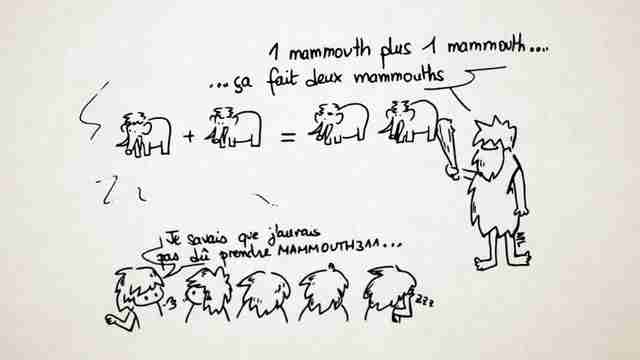 1 mammouth plus 1 mammouth....
...ça fait deux mammouths
+ =
Je savais que j'aurais
pas dû prendre MAMMOUTH311...
zzz